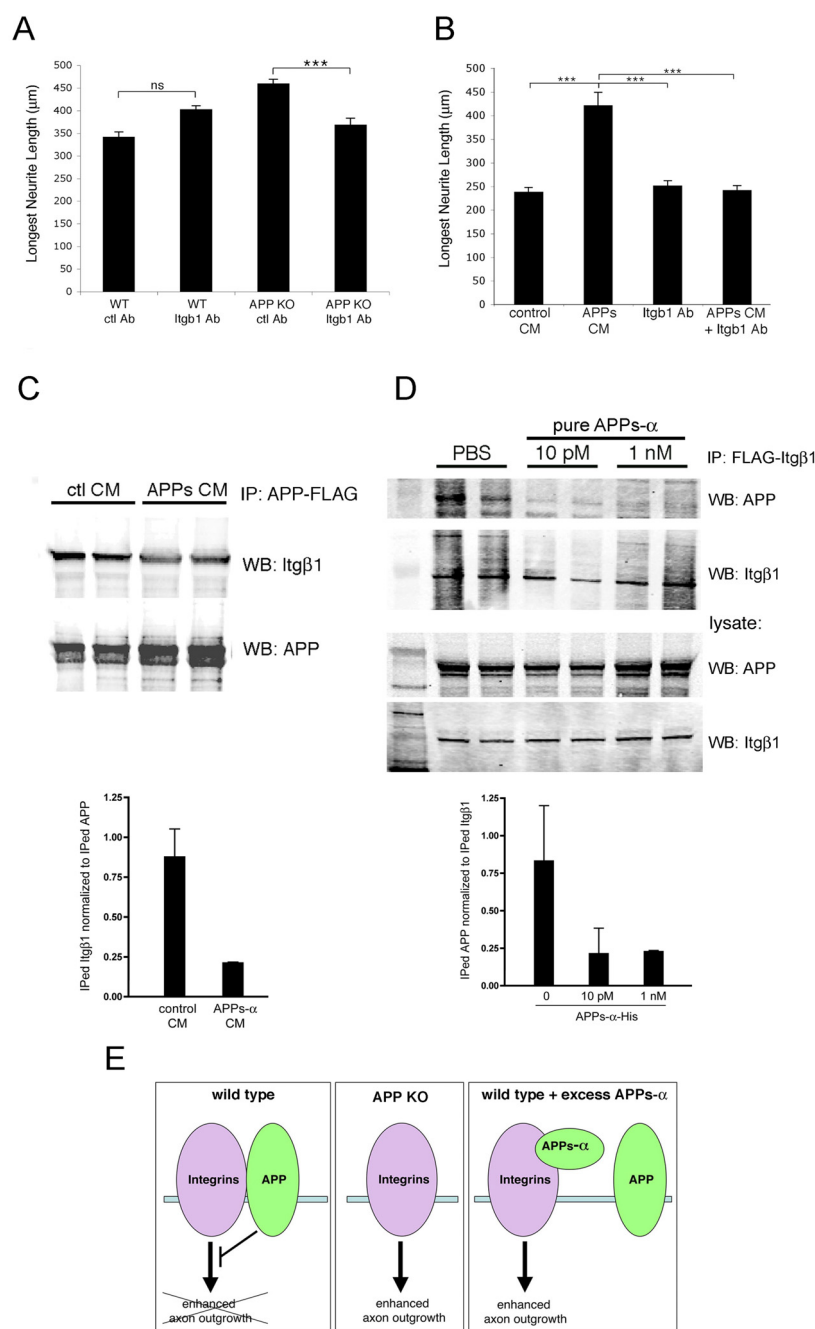 A
Longest Neurite Length (µm)
500
450
400
350
300
250
200
150
100
50
0
ns
***
WT
ctl Ab
WT
Itgb1 Ab
APP KO
ctl Ab
APP KO
Itgb1 Ab
B
Longest Neurite Length (µm)
500
450
400
350
300
250
200
150
100
50
0
***
***
***
control
CM
APPs
CM
Itgb1 Ab
APPs CM
+ Itgb1 Ab
C
ctl CM
APPs CM
IP: APP-FLAG
WB: Itgβ1
WB: APP
IPed Itgβ1 normalized to IPed APP
1.25
1.00
0.75
0.50
0.25
0.00
control
CM
APPs-α
CM
D
pure APPs-α
PBS
10 pM
1 nM
IP: FLAG-Itgβ1
WB: APP
WB: Itgβ1
lysate:
WB: APP
WB: Itgβ1
IPed APP normalized to IPed Itgβ1
1.25
1.00
0.75
0.50
0.25
0.00
0
10 pM
1 nM
APPs-α-His
E
wild type
Integrins
APP
enhanced
axon outgrowth
APP KO
Integrins
enhanced
axon outgrowth
wild type + excess APPs-α
Integrins
APPs-α
APP
enhanced
axon outgrowth